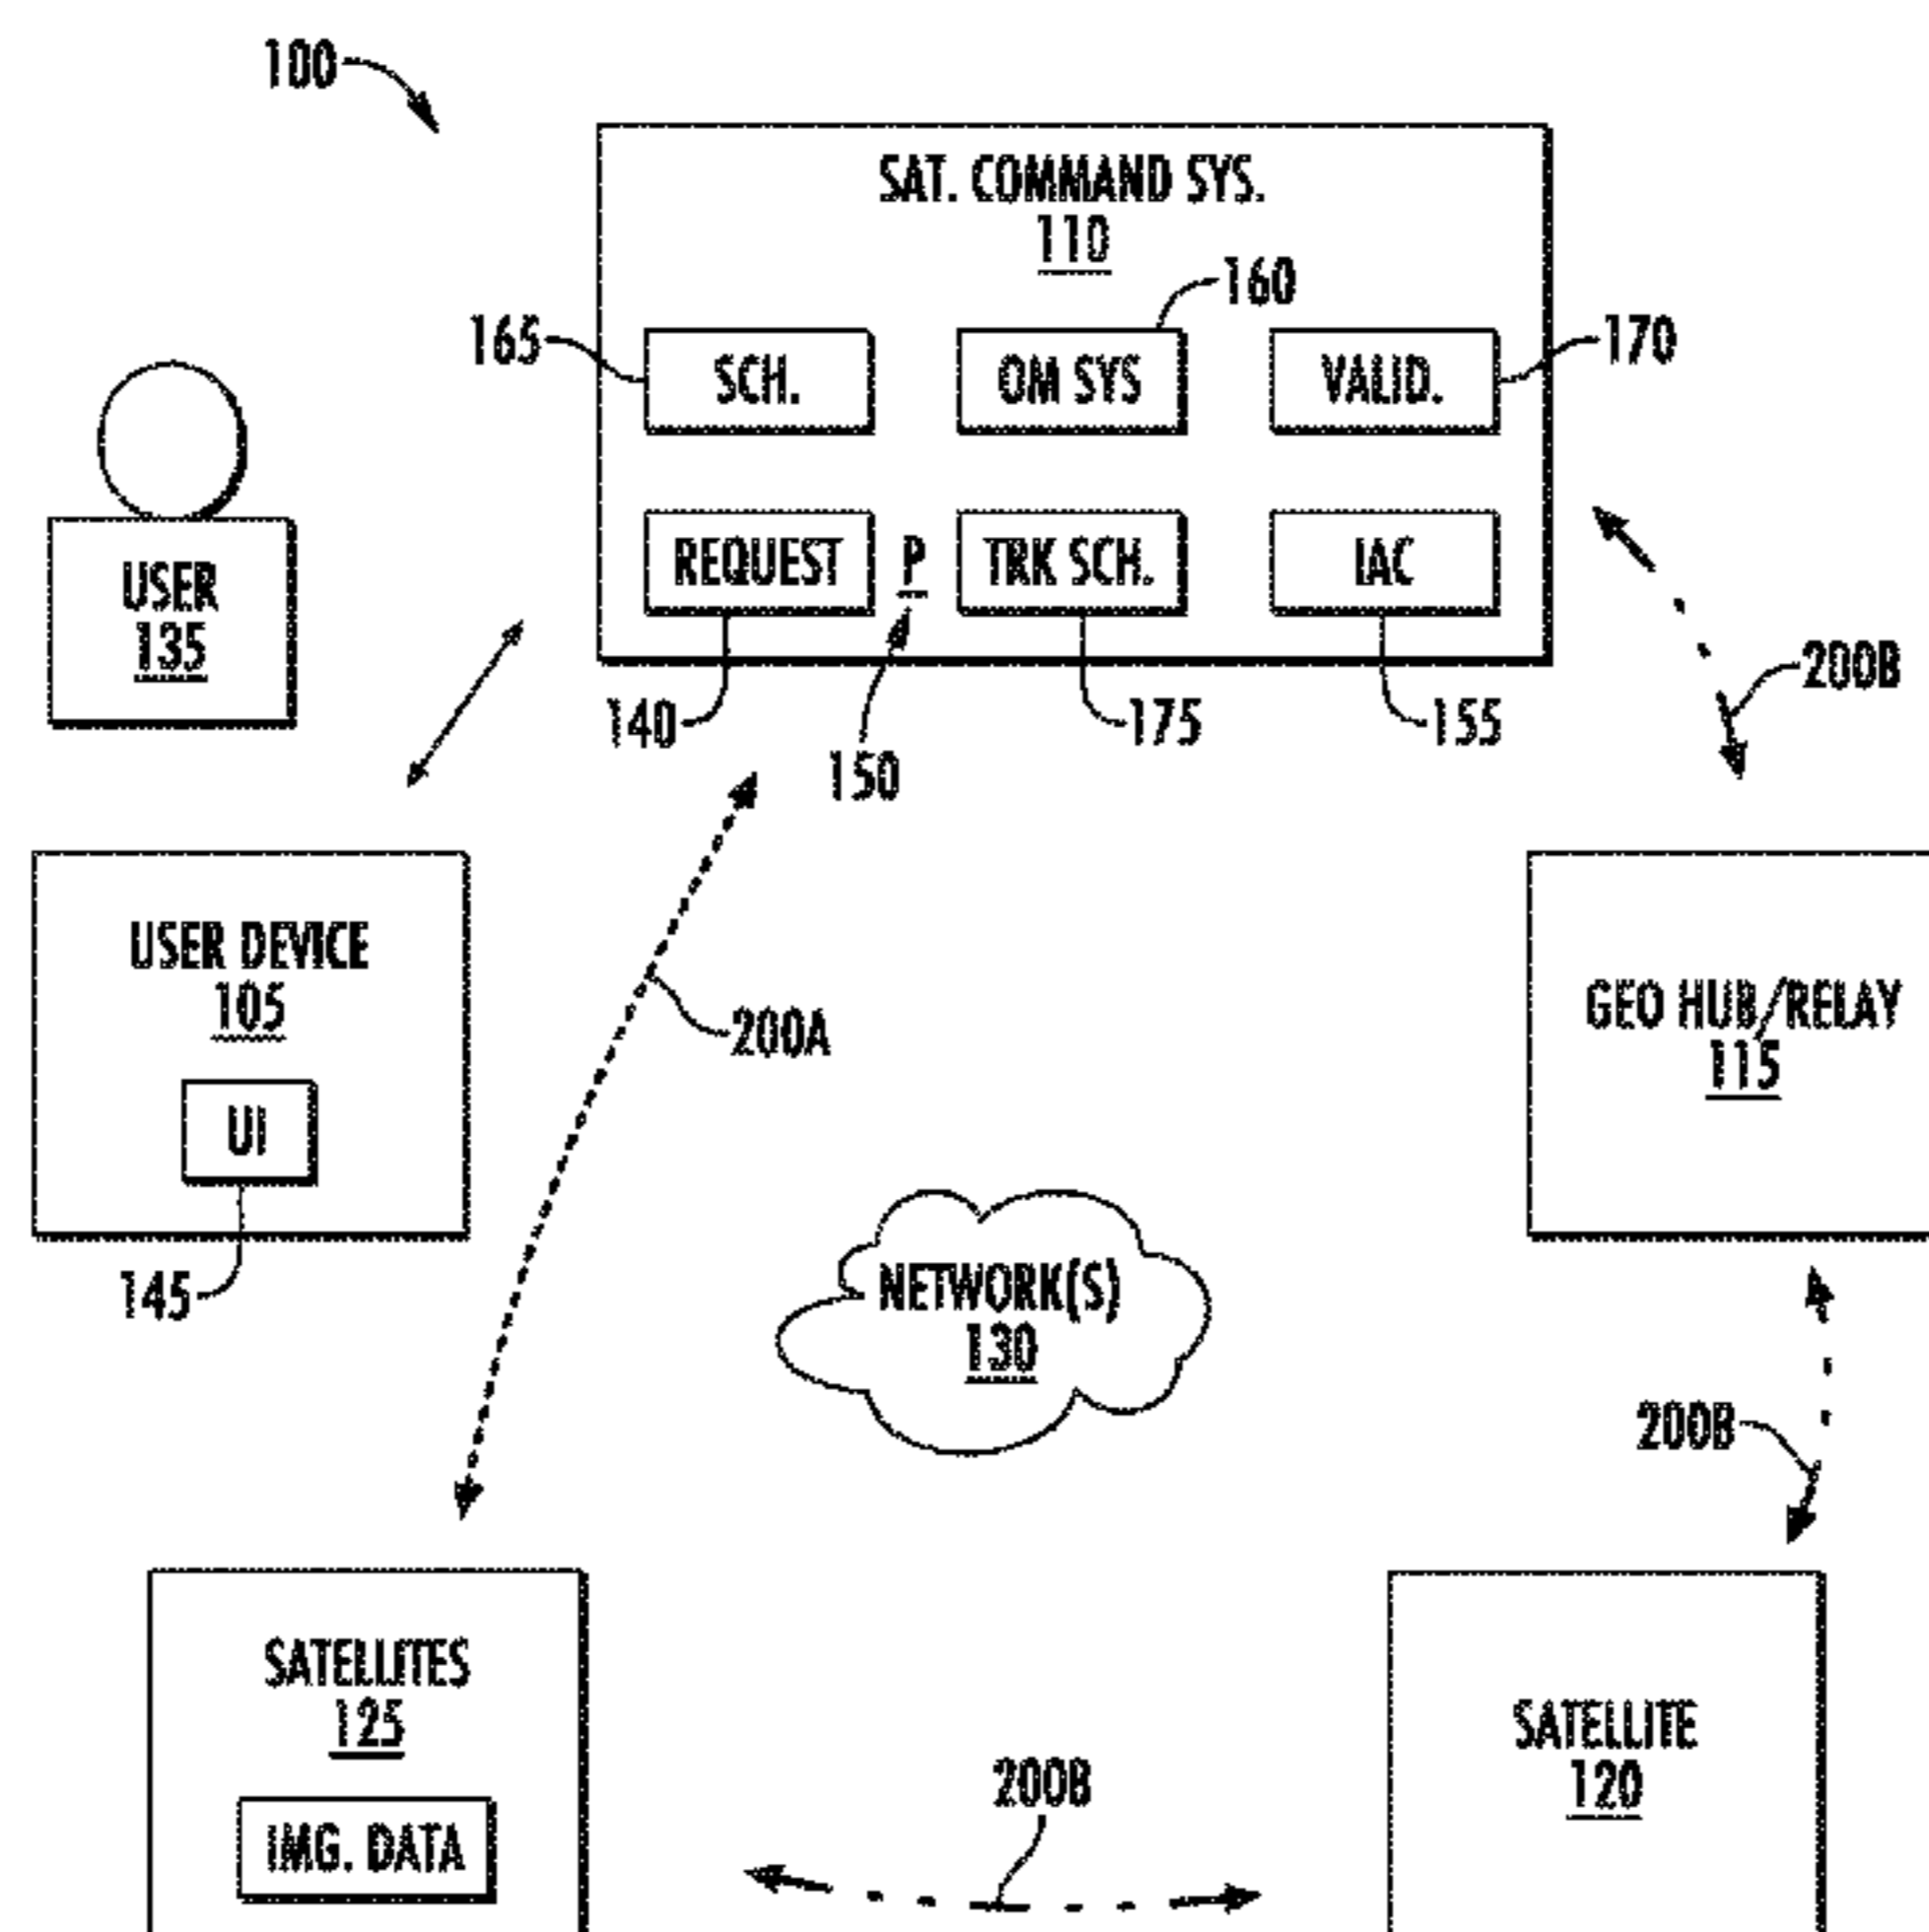 100
SAT. COMMAND SYS.
110
160
165
SCH.
OM SYS
VALID.
170
REQUEST
P
TRK SCH.
IAC
USER
135
140
150
175
155
200B
USER DEVICE
105
UI
145
200A
GEO HUB/RELAY
115
NETWORK(S)
130
200B
SATELLITES
125
IMG. DATA
200B
SATELLITE
120